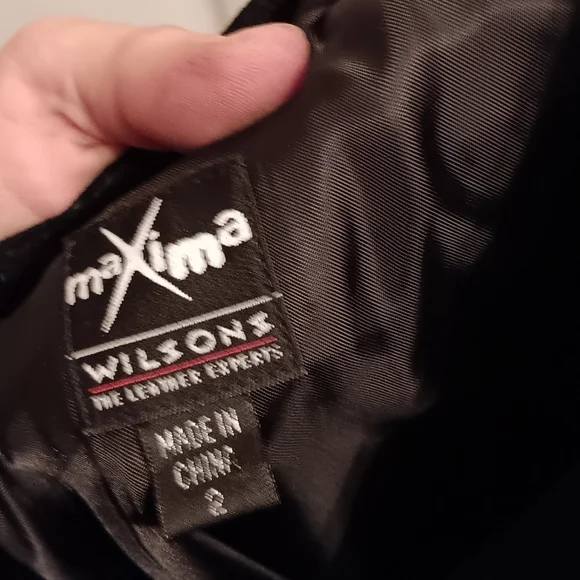 maXima
WILSONS
THE LEATHER EXPERTS
MADE IN
CHINA
2